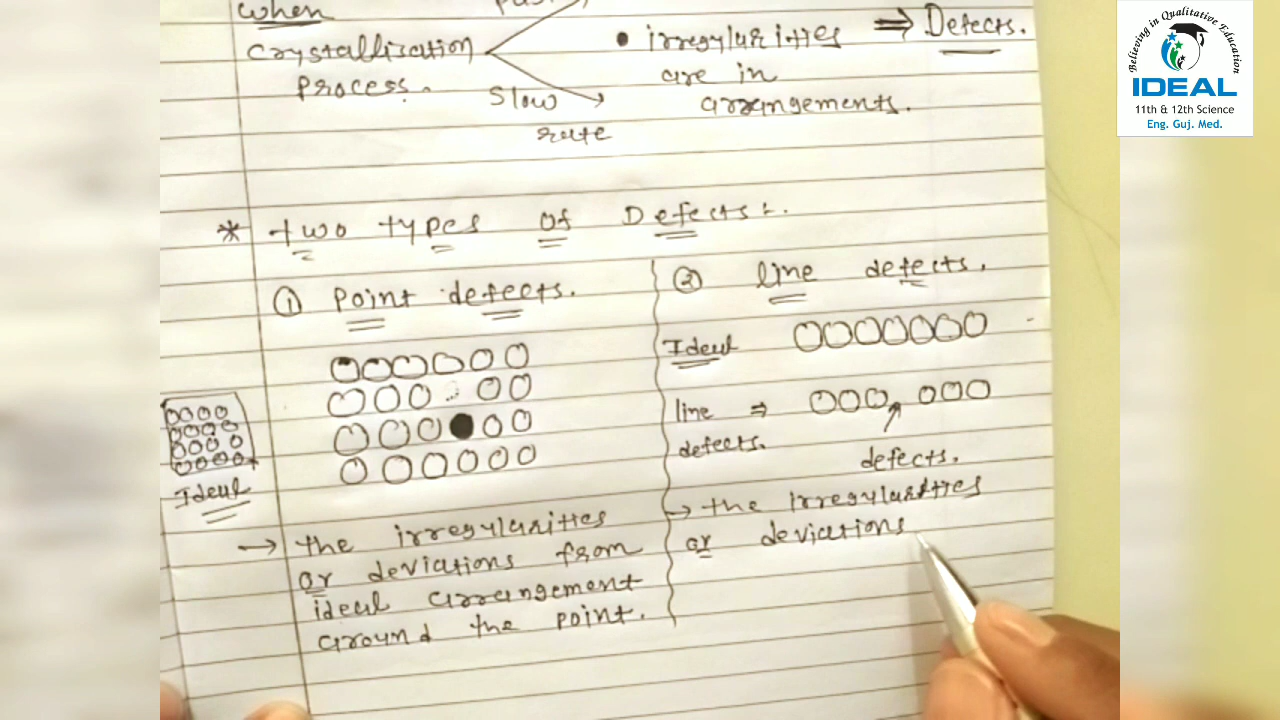 when
crystallisation
process.
Slow
rate
• irregularities ⇒ Defects.
are in
arrangements.
* two types of Defects:.
① Point defects.
Ideal
→ the irregularities
or deviations from
ideal arrangement
around the point.
② line defects.
Ideal
line ⇒
defects.
defects.
→ the irregularities
or deviations
Believing in Qualitative Education
IDEAL
11th & 12th Science
Eng. Guj. Med.